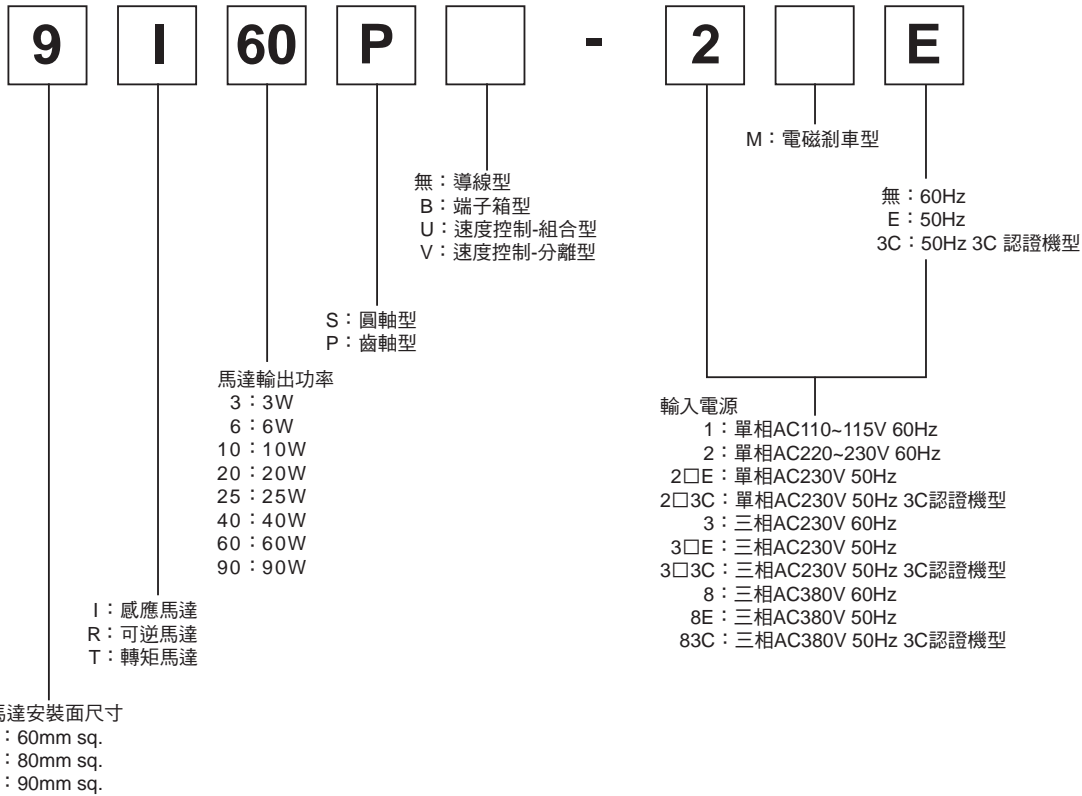 9 I 60 P - 2 E
M：電磁剎車型
無：導線型
B：端子箱型
U：速度控制-組合型
V：速度控制-分離型
無：60Hz
E：50Hz
3C：50Hz 3C 認證機型
S：圓軸型
P：齒軸型
馬達輸出功率
3：3W
6：6W
10：10W
20：20W
25：25W
40：40W
60：60W
90：90W
輸入電源
1：單相AC110~115V 60Hz
2：單相AC220~230V 60Hz
2□E：單相AC230V 50Hz
2□3C：單相AC230V 50Hz 3C認證機型
3：三相AC230V 60Hz
3□E：三相AC230V 50Hz
3□3C：三相AC230V 50Hz 3C認證機型
8：三相AC380V 60Hz
8E：三相AC380V 50Hz
83C：三相AC380V 50Hz 3C認證機型
I：感應馬達
R：可逆馬達
T：轉矩馬達
馬達安裝面尺寸
：60mm sq.
：80mm sq.
：90mm sq.